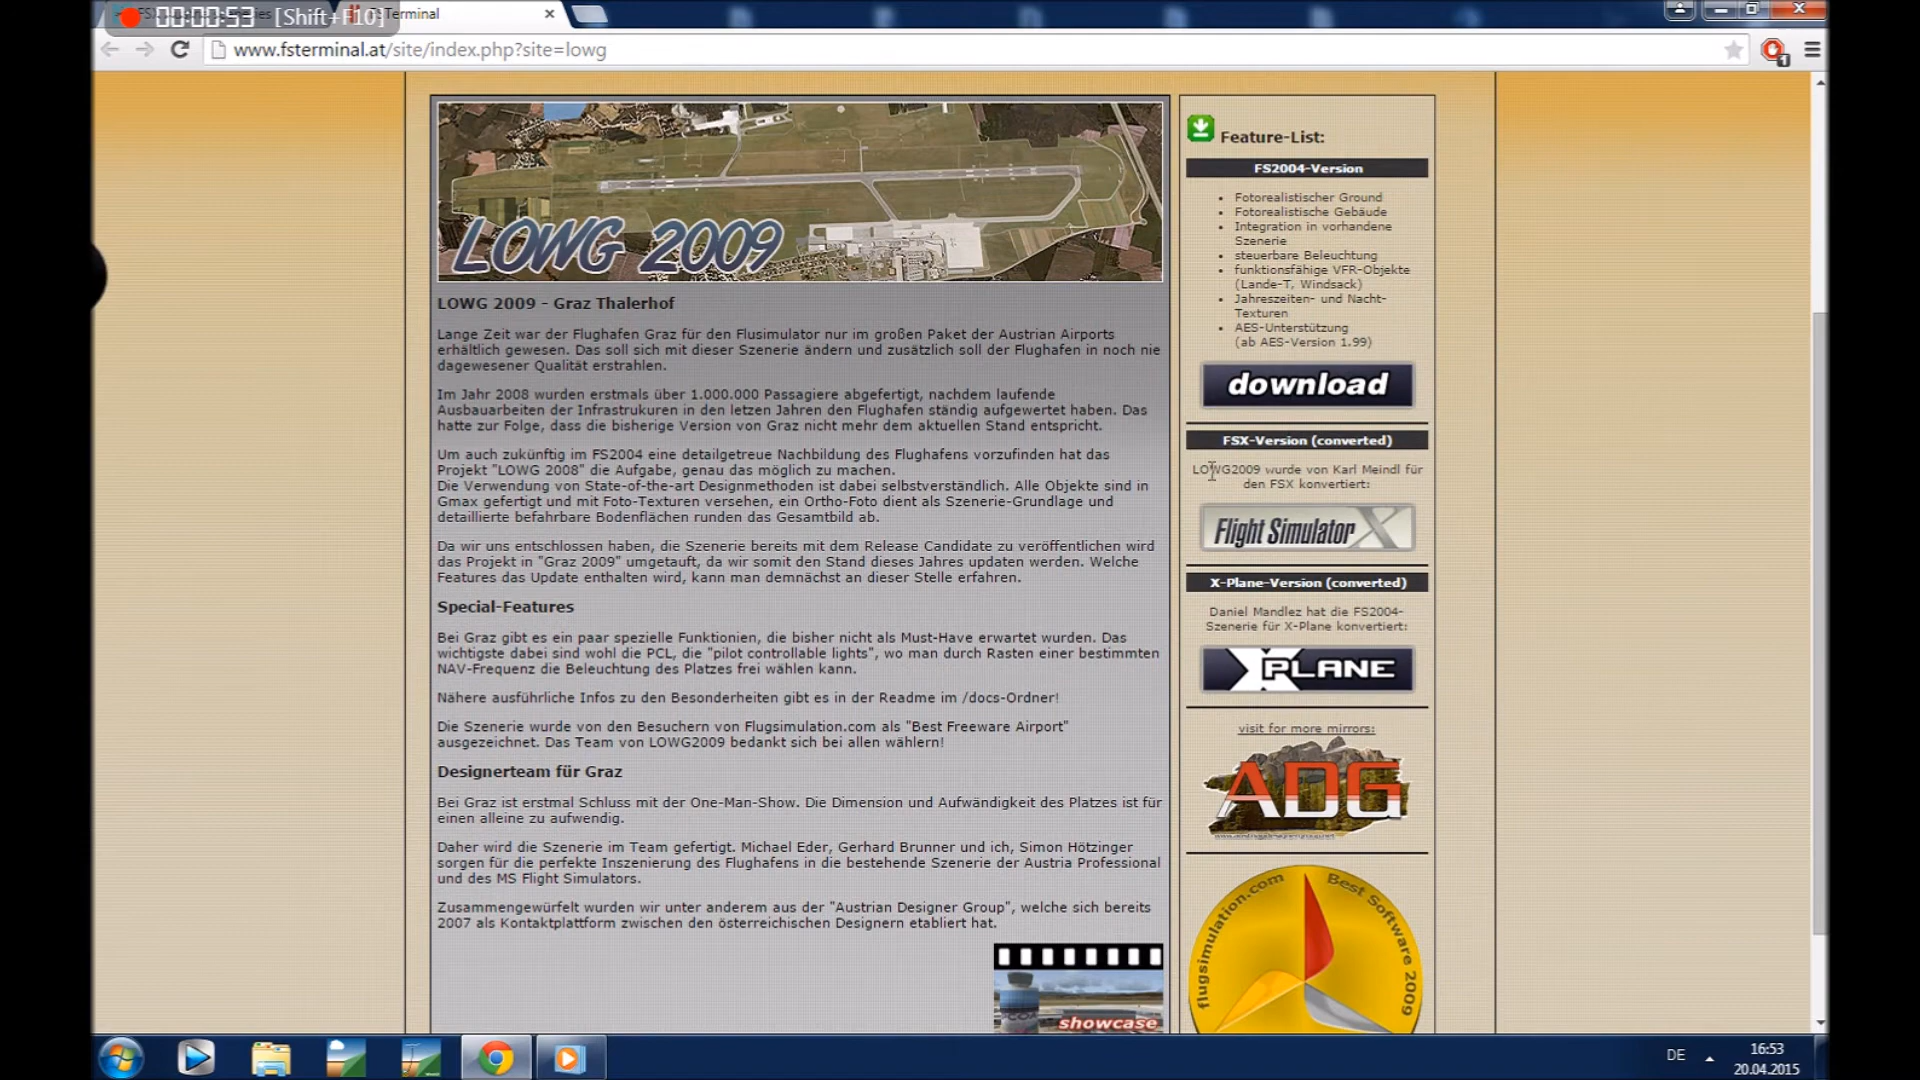 00:00:53 [Shift+F10]
Terminal
www.fsterminal.at/site/index.php?site=lowg
1
LOWG 2009
LOWG 2009 - Graz Thalerhof
Lange Zeit war der Flughafen Graz für den Flusimulator nur im großen Paket der Austrian Airports
erhältlich gewesen. Das soll sich mit dieser Szenerie ändern und zusätzlich soll der Flughafen in noch nie
dagewesener Qualität erstrahlen.
Im Jahr 2008 wurden erstmals über 1.000.000 Passagiere abgefertigt, nachdem laufende
Ausbauarbeiten der Infrastrukuren in den letzen Jahren den Flughafen ständig aufgewertet haben. Das
hatte zur Folge, dass die bisherige Version von Graz nicht mehr dem aktuellen Stand entspricht.
Um auch zukünftig im FS2004 eine detailgetreue Nachbildung des Flughafens vorzufinden hat das
Projekt "LOWG 2008" die Aufgabe, genau das möglich zu machen.
Die Verwendung von State-of-the-art Designmethoden ist dabei selbstverständlich. Alle Objekte sind in
Gmax gefertigt und mit Foto-Texturen versehen, ein Ortho-Foto dient als Szenerie-Grundlage und
detaillierte befahrbare Bodenflächen runden das Gesamtbild ab.
Da wir uns entschlossen haben, die Szenerie bereits mit dem Release Candidate zu veröffentlichen wird
das Projekt in "Graz 2009" umgetauft, da wir somit den Stand dieses Jahres updaten werden. Welche
Features das Update enthalten wird, kann man demnächst an dieser Stelle erfahren.
Special-Features
Bei Graz gibt es ein paar spezielle Funktionien, die bisher nicht als Must-Have erwartet wurden. Das
wichtigste dabei sind wohl die PCL, die "pilot controllable lights", wo man durch Rasten einer bestimmten
NAV-Frequenz die Beleuchtung des Platzes frei wählen kann.
Nähere ausführliche Infos zu den Besonderheiten gibt es in der Readme im /docs-Ordner!
Die Szenerie wurde von den Besuchern von Flugsimulation.com als "Best Freeware Airport"
ausgezeichnet. Das Team von LOWG2009 bedankt sich bei allen wählern!
Designerteam für Graz
Bei Graz ist erstmal Schluss mit der One-Man-Show. Die Dimension und Aufwändigkeit des Platzes ist für
einen alleine zu aufwendig.
Daher wird die Szenerie im Team gefertigt. Michael Eder, Gerhard Brunner und ich, Simon Hötzinger
sorgen für die perfekte Inszenierung des Flughafens in die bestehende Szenerie der Austria Professional
und des MS Flight Simulators.
Zusammengewürfelt wurden wir unter anderem aus der "Austrian Designer Group", welche sich bereits
2007 als Kontaktplattform zwischen den österreichischen Designern etabliert hat.
showcase
Feature-List:
FS2004-Version
Fotorealistischer Ground
Fotorealistische Gebäude
Integration in vorhandene
Szenerie
steuerbare Beleuchtung
funktionsfähige VFR-Objekte
(Lande-T, Windsack)
Jahreszeiten- und Nacht-
Texturen
AES-Unterstützung
(ab AES-Version 1.99)
download
FSX-Version (converted)
LOWG2009 wurde von Karl Meindl für
den FSX konvertiert:
Flight Simulator X
X-Plane-Version (converted)
Daniel Mandlez hat die FS2004-
Szenerie für X-Plane konvertiert:
XPLANE
visit for more mirrors:
ADG
flugsimulation.com Best Software 2009
DE
16:53
20.04.2015